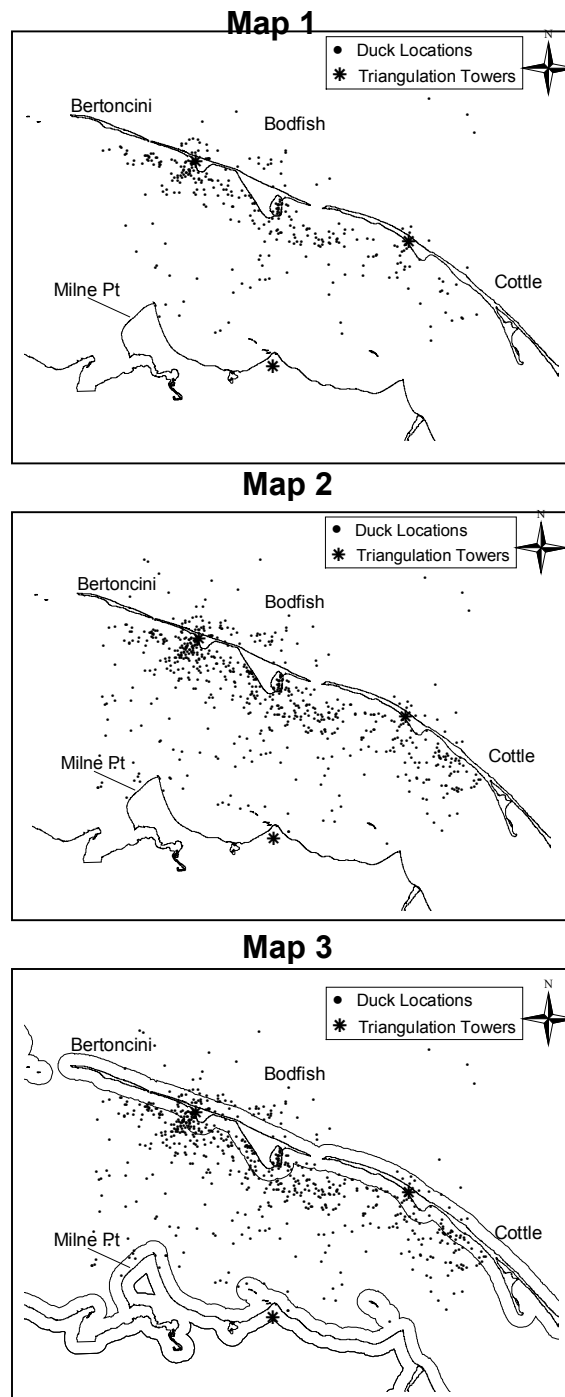 Map 1
N
Duck Locations
Triangulation Towers
Bertoncini
Bodfish
Cottle
Milne Pt
Map 2
N
Duck Locations
Triangulation Towers
Bertoncini
Bodfish
Cottle
Milne Pt
Map 3
N
Duck Locations
Triangulation Towers
Bertoncini
Bodfish
Cottle
Milne Pt